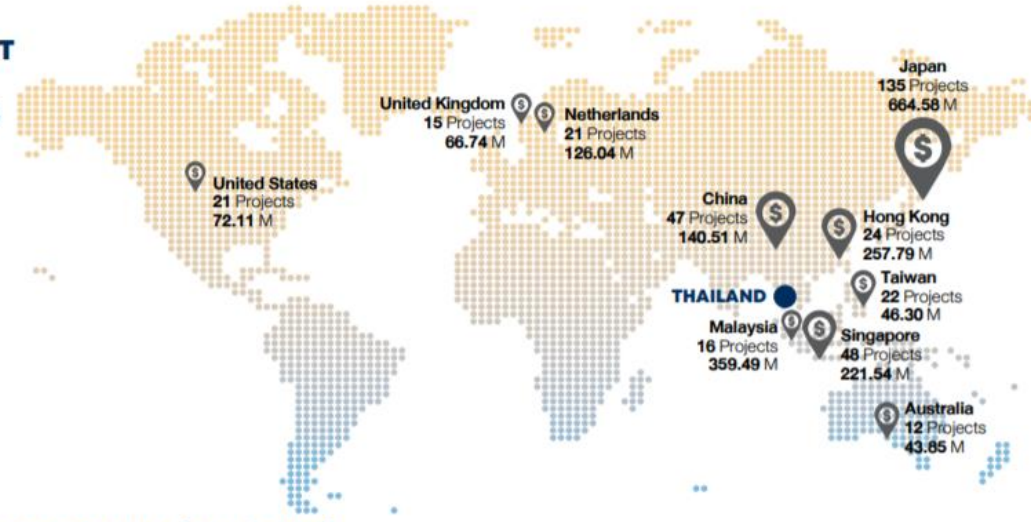 T
Japan
135 Projects
664.58 M
United Kingdom
15 Projects
66.74 M
Netherlands
21 Projects
126.04 M
United States
21 Projects
72.11 M
China
47 Projects
140.51 M
Hong Kong
24 Projects
257.79 M
Taiwan
22 Projects
46.30 M
THAILAND
Malaysia
16 Projects
359.49 M
Singapore
48 Projects
221.54 M
Australia
12 Projects
43.85 M